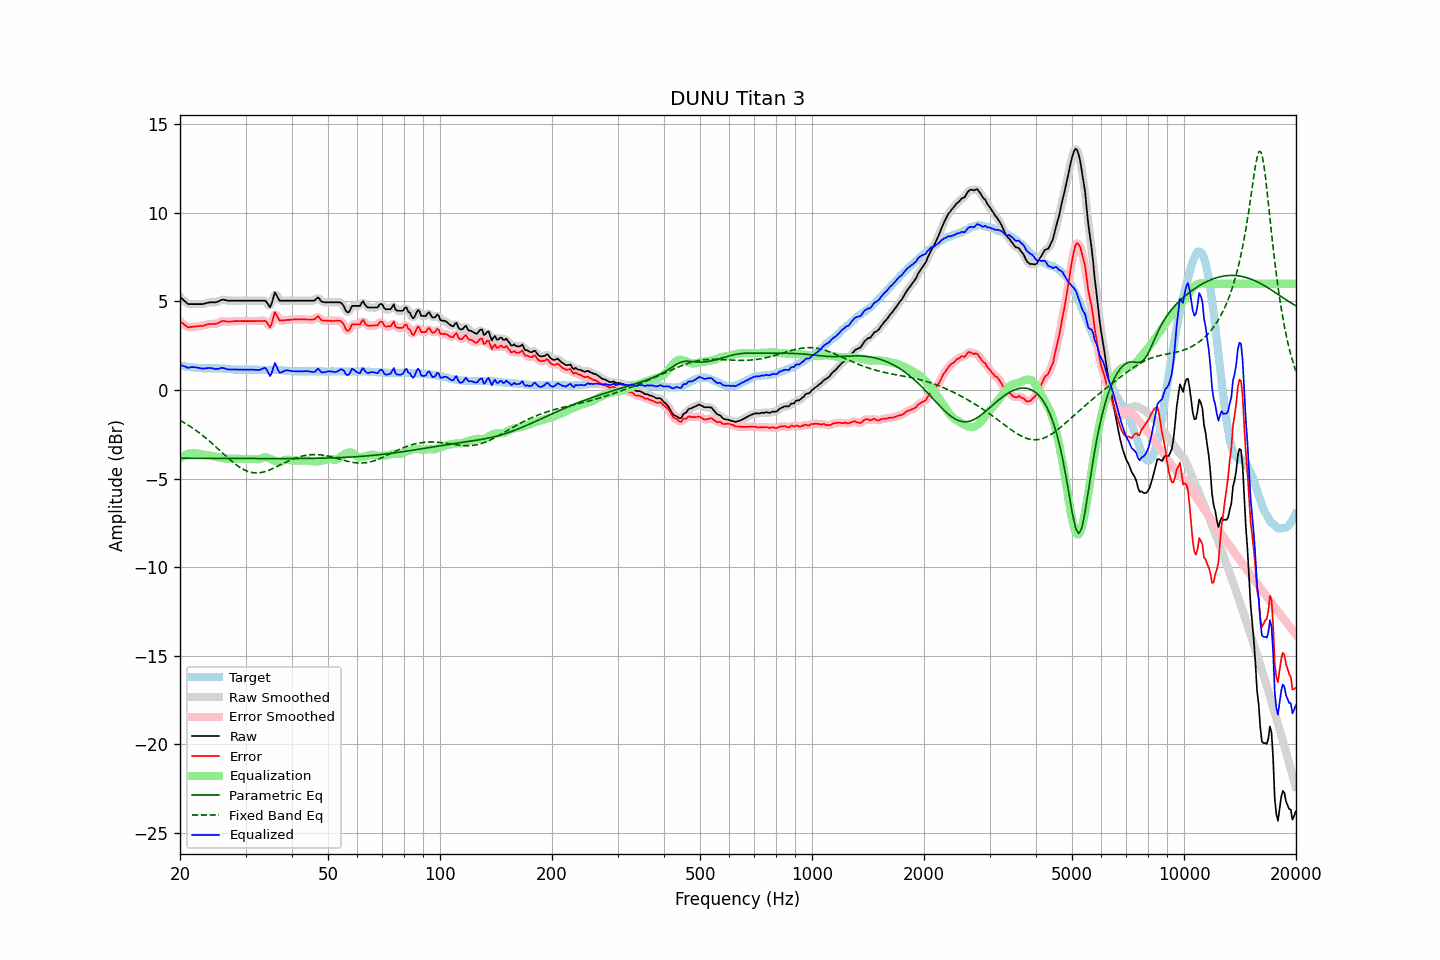 DUNU Titan 3
Amplitude (dBr)
15
10
5
0
−5
−10
−15
−20
−25
Target
Raw Smoothed
Error Smoothed
Raw
Error
Equalization
Parametric Eq
Fixed Band Eq
Equalized
20 50 100 200 500 1000 2000 5000 10000 20000
Frequency (Hz)